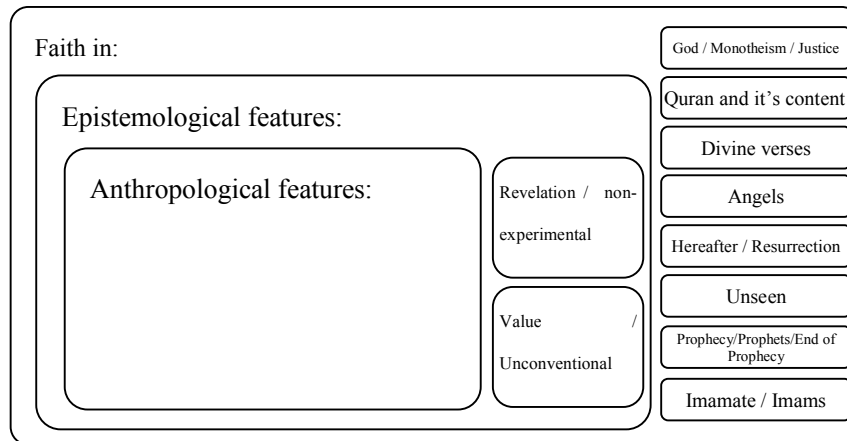 Faith in:
Epistemological features:
Anthropological features:
Revelation / non-
experimental
Value /
Unconventional
God / Monotheism / Justice
Quran and it's content
Divine verses
Angels
Hereafter / Resurrection
Unseen
Prophecy/Prophets/End of
Prophecy
Imamate / Imams